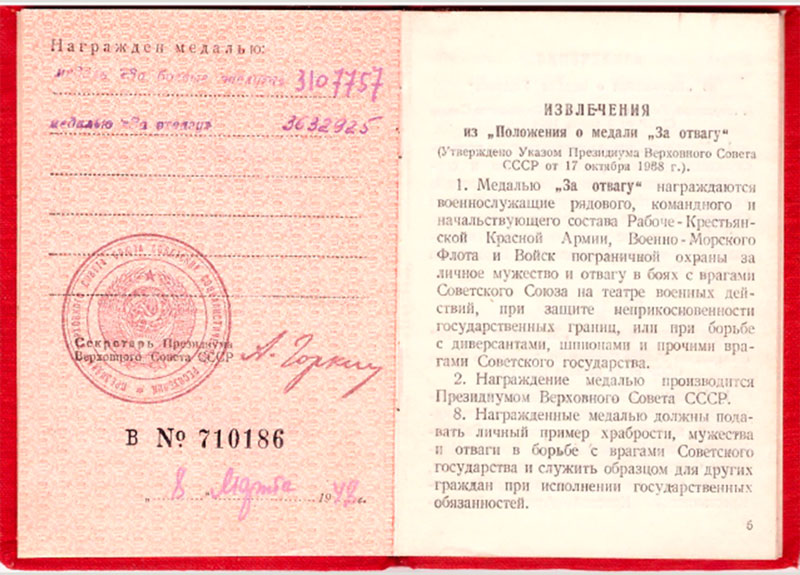 Награжден медалью:
медаль „За боевые заслуги" 3107757
медалью „За отвагу" 3632925
Секретарь Президиума
Верховного Совета СССР А. Горкин
В № 710186
„ 8 " Марта 1948 г.
ИЗВЛЕЧЕНИЯ
из „Положения о медали „За отвагу"
(Утверждено Указом Президиума Верховного Совета
СССР от 17 октября 1988 г.).
1. Медалью „За отвагу" награждаются
военнослужащие рядового, командного и
начальствующего состава Рабоче-Крестьян-
ской Красной Армии, Военно-Морского
Флота и Войск пограничной охраны за
личное мужество и отвагу в боях с врагами
Советского Союза на театре военных дей-
ствий, при защите неприкосновенности
государственных границ, или при борьбе
с диверсантами, шпионами и прочими вра-
гами Советского государства.
2. Награждение медалью производится
Президиумом Верховного Совета СССР.
8. Награжденные медалью должны пода-
вать личный пример храбрости, мужества
и отваги в борьбе с врагами Советского
государства и служить образцом для других
граждан при исполнении государственных
обязанностей.
5